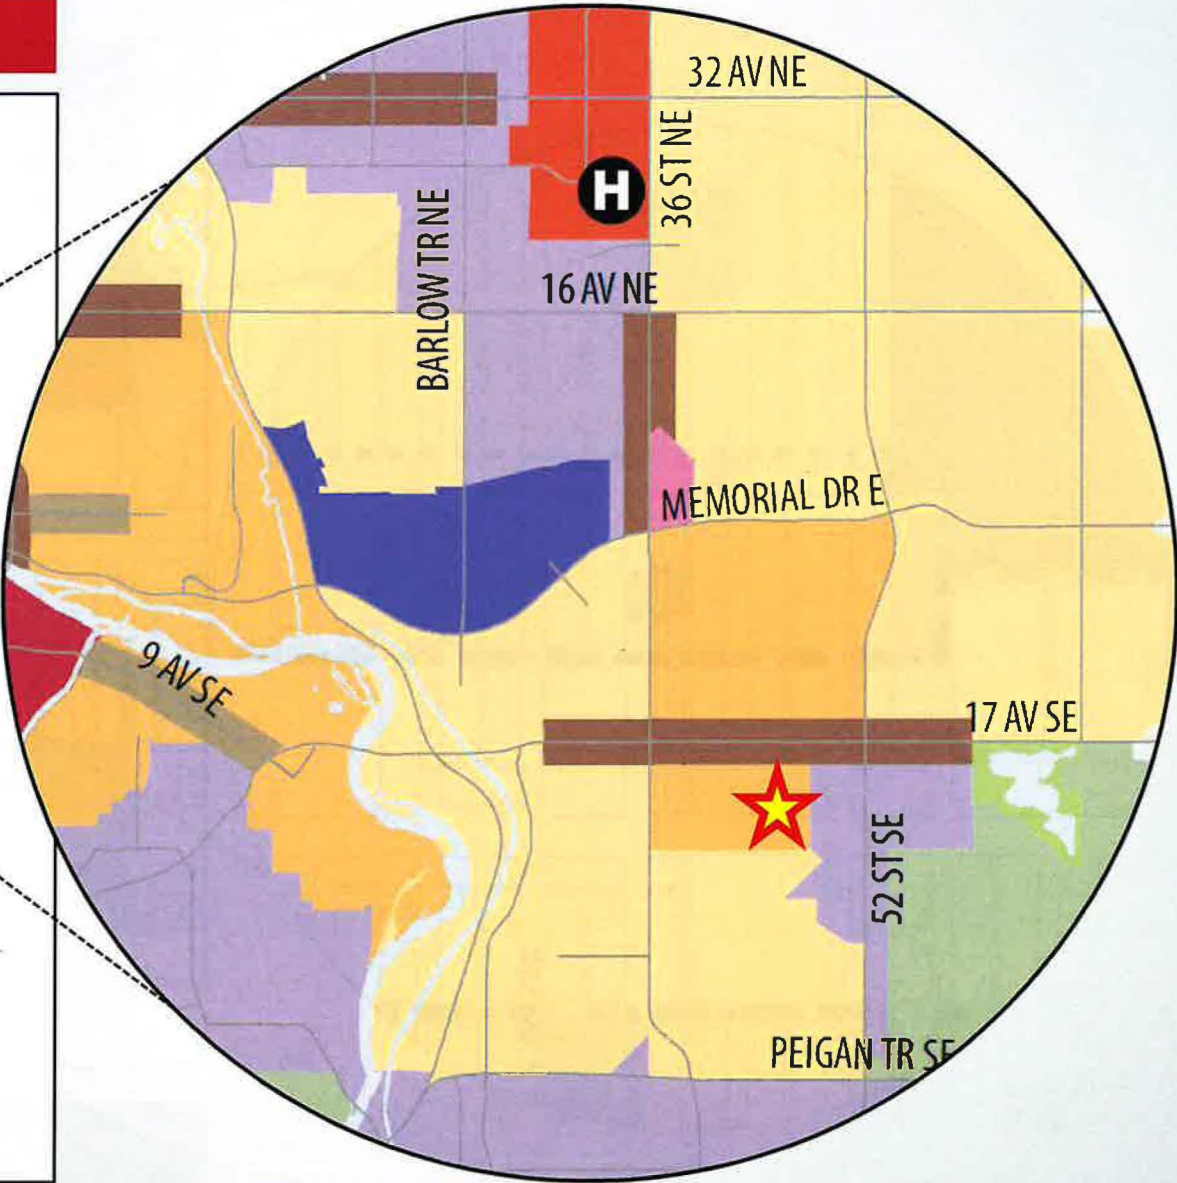 32 AV NE
36 ST NE
H
BARLOW TR NE
16 AV NE
MEMORIAL DR E
9 AV SE
17 AV SE
52 ST SE
PEIGAN TR SE